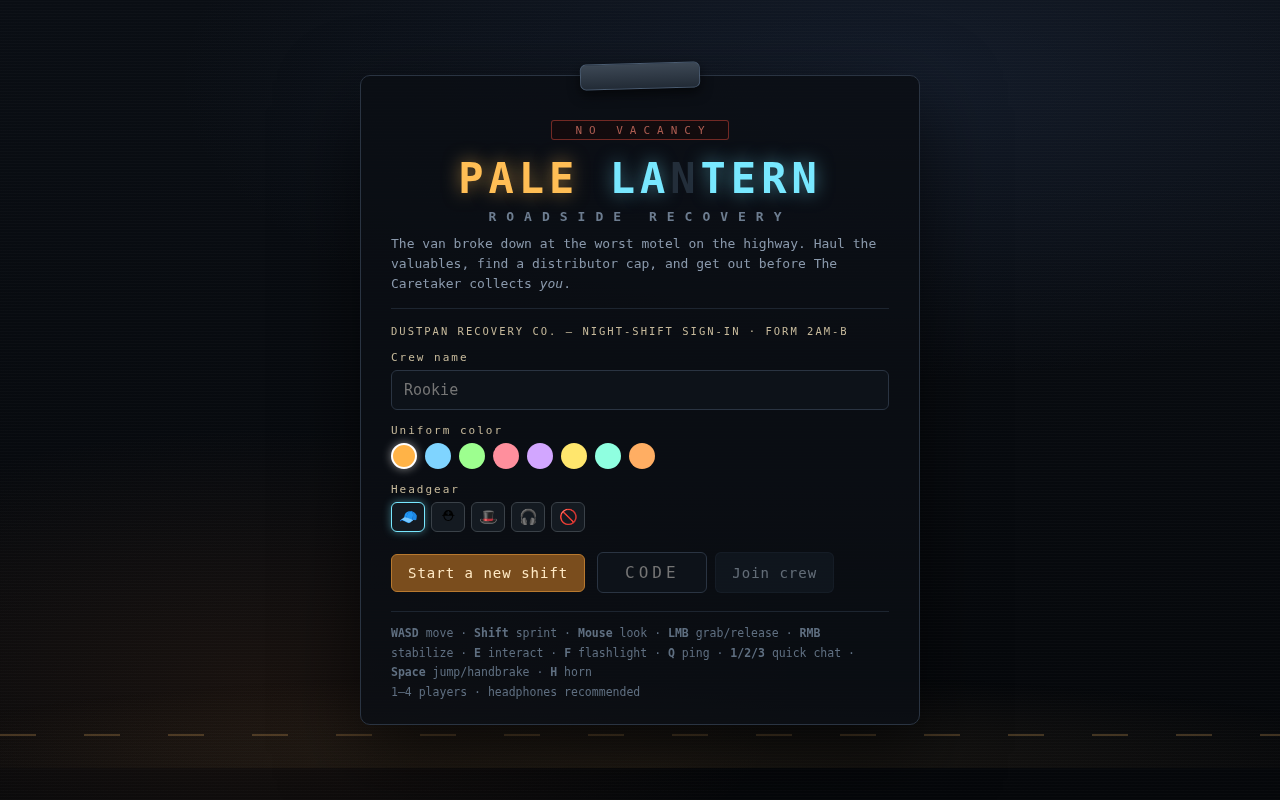 NO VACANCY
PALE LANTERN
ROADSIDE RECOVERY
The van broke down at the worst motel on the highway. Haul the
valuables, find a distributor cap, and get out before The
Caretaker collects you.
DUSTPAN RECOVERY CO. — NIGHT-SHIFT SIGN-IN · FORM 2AM-B
Crew name
Rookie
Uniform color
Headgear
Start a new shift CODE Join crew
WASD move · Shift sprint · Mouse look · LMB grab/release · RMB
stabilize · E interact · F flashlight · Q ping · 1/2/3 quick chat ·
Space jump/handbrake · H horn
1–4 players · headphones recommended